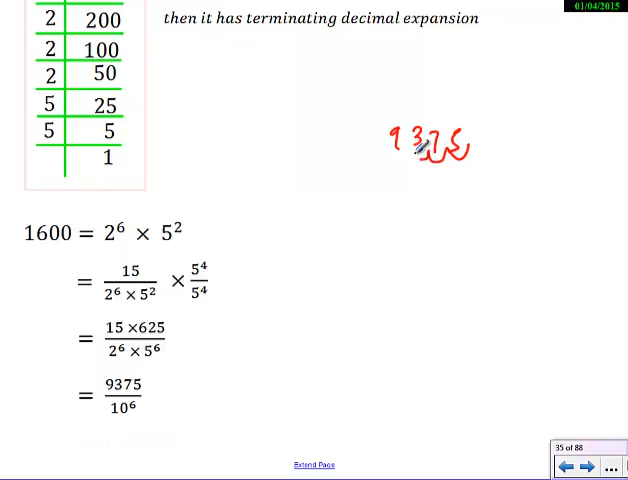 01/04/2015
2 200 then it has terminating decimal expansion
2 100
2 50
5 25
5 5
1
9375
1600 = 2⁶ × 5²
= 15/(2⁶ × 5²) × 5⁴/5⁴
= (15 ×625)/(2⁶ × 5⁶)
= 9375/10⁶
35 of 88
Extend Page